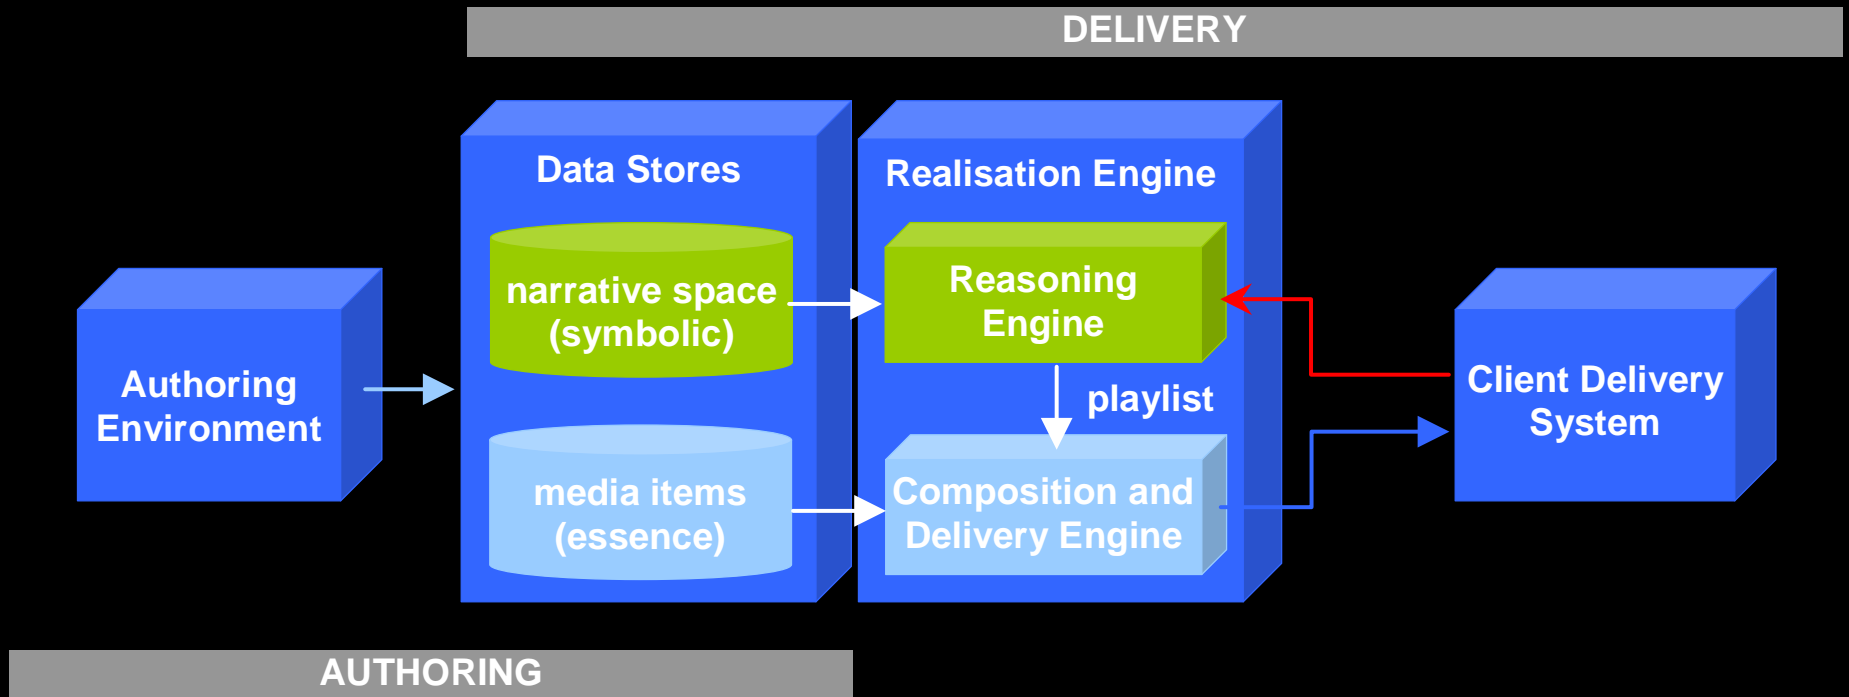 DELIVERY
Data Stores
Realisation Engine
narrative space
(symbolic)
Reasoning
Engine
Authoring
Environment
playlist
Client Delivery
System
media items
(essence)
Composition and
Delivery Engine
AUTHORING